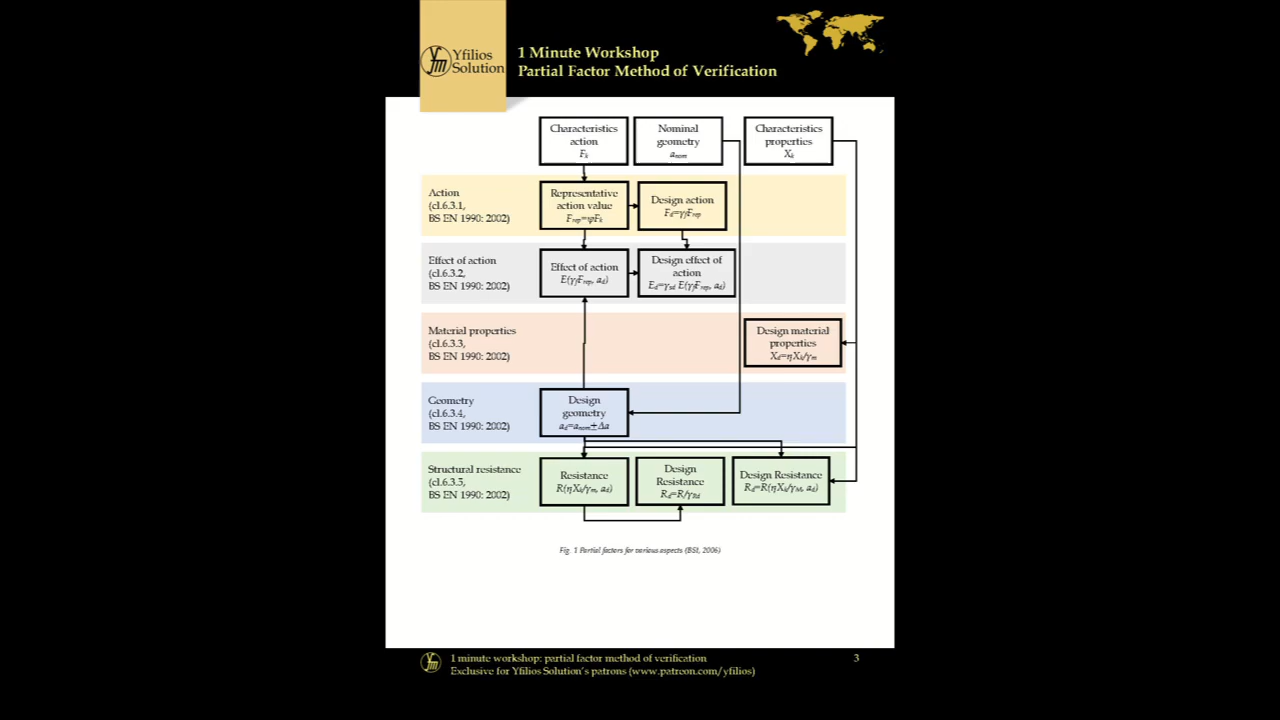 Yfilios
Solution
1 Minute Workshop
Partial Factor Method of Verification
Characteristics
action
Fk
Nominal
geometry
anom
Characteristics
properties
Xk
Action
(cl.6.3.1,
BS EN 1990: 2002)
Representative
action value
Frep=ψFk
Design action
Fd=γfFrep
Effect of action
(cl.6.3.2,
BS EN 1990: 2002)
Effect of action
E(γfFrep, ad)
Design effect of
action
Ed=γsd E(γfFrep, ad)
Material properties
(cl.6.3.3,
BS EN 1990: 2002)
Design material
properties
Xd=ηXk/γm
Geometry
(cl.6.3.4,
BS EN 1990: 2002)
Design
geometry
ad=anom±Δa
Structural resistance
(cl.6.3.5,
BS EN 1990: 2002)
Resistance
R(ηXk/γm, ad)
Design
Resistance
Rd=R/γRd
Design Resistance
Rd=R(ηXk/γM, ad)
Fig. 1 Partial factors for various aspects (BSI, 2006)
1 minute workshop: partial factor method of verification
3
Exclusive for Yfilios Solution's patrons (www.patreon.com/yfilios)